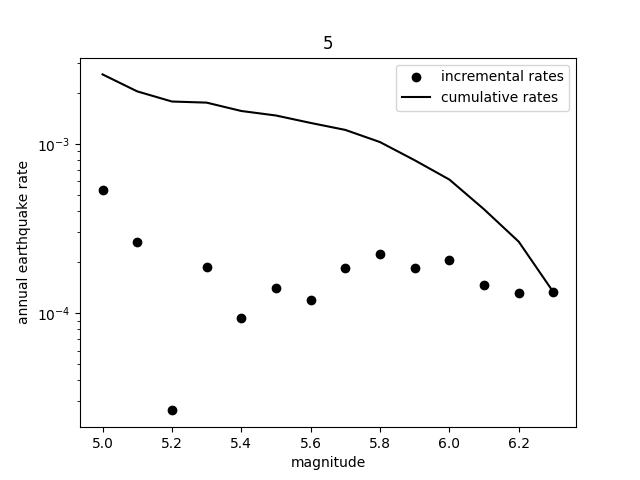 5
incremental rates
cumulative rates
10⁻³
10⁻⁴
annual earthquake rate
5.0 5.2 5.4 5.6 5.8 6.0 6.2
magnitude